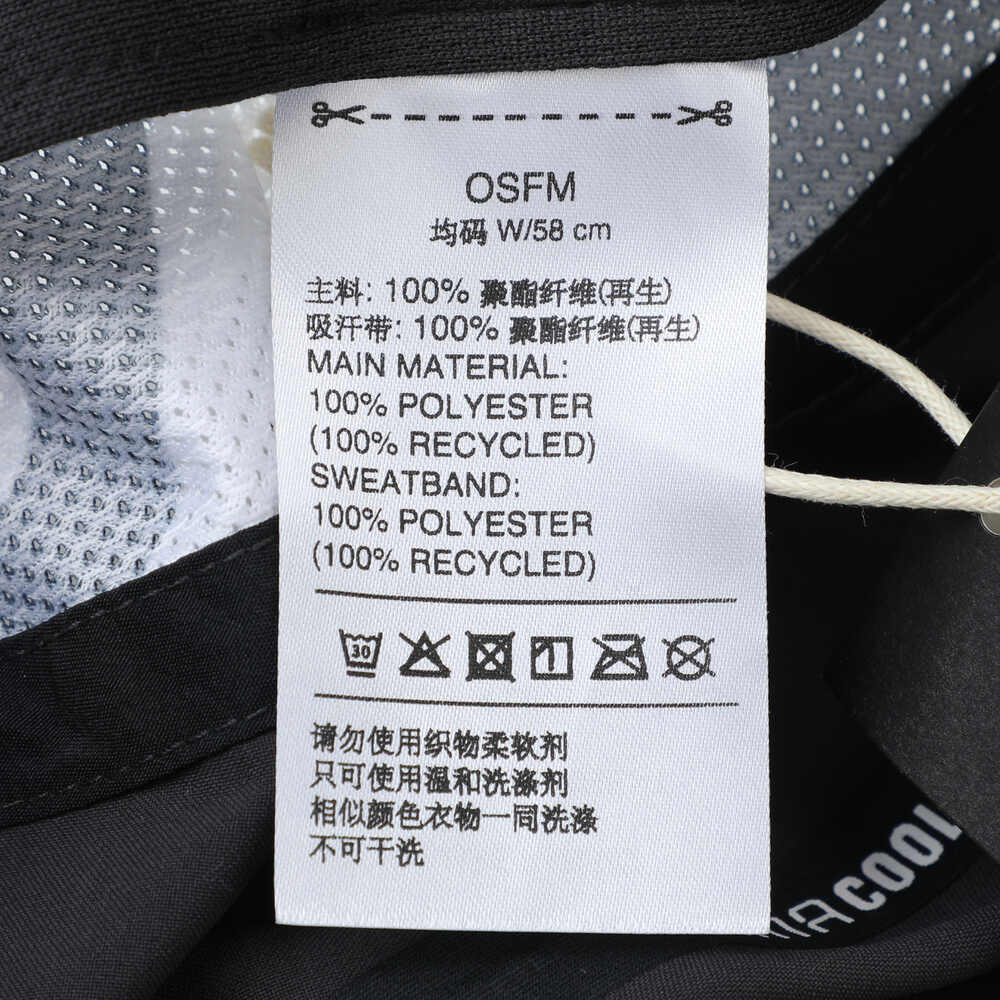 OSFM
均码 W/58 cm
主料: 100% 聚酯纤维(再生)
吸汗带: 100% 聚酯纤维(再生)
MAIN MATERIAL:
100% POLYESTER
(100% RECYCLED)
SWEATBAND:
100% POLYESTER
(100% RECYCLED)
30
请勿使用织物柔软剂
只可使用温和洗涤剂
相似颜色衣物一同洗涤
不可干洗
MACOOL